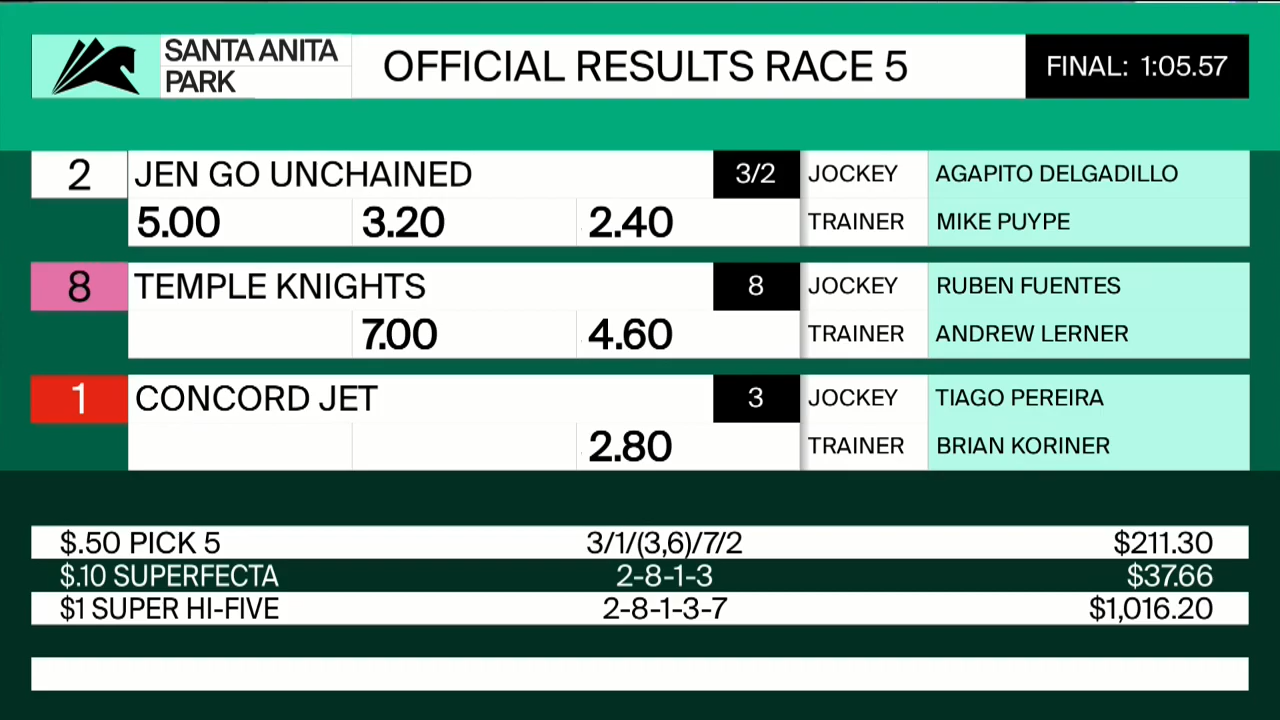 SANTA ANITA PARK
OFFICIAL RESULTS RACE 5
FINAL: 1:05.57
2 JEN GO UNCHAINED 3/2 JOCKEY AGAPITO DELGADILLO
5.00 3.20 2.40 TRAINER MIKE PUYPE
8 TEMPLE KNIGHTS 8 JOCKEY RUBEN FUENTES
7.00 4.60 TRAINER ANDREW LERNER
1 CONCORD JET 3 JOCKEY TIAGO PEREIRA
2.80 TRAINER BRIAN KORINER
$.50 PICK 5 3/1/(3,6)/7/2 $211.30
$.10 SUPERFECTA 2-8-1-3 $37.66
$1 SUPER HI-FIVE 2-8-1-3-7 $1,016.20